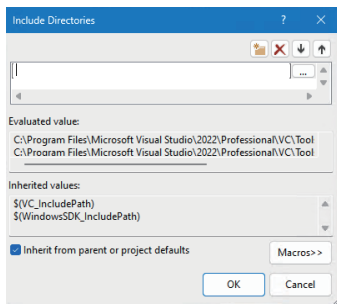 Include Directories
...
Evaluated value:
C:\Program Files\Microsoft Visual Studio\2022\Professional\VC\Tool
C:\Program Files\Microsoft Visual Studio\2022\Professional\VC\Tool
Inherited values:
$(VC_IncludePath)
$(WindowsSDK_IncludePath)
Inherit from parent or project defaults
Macros>>
OK
Cancel